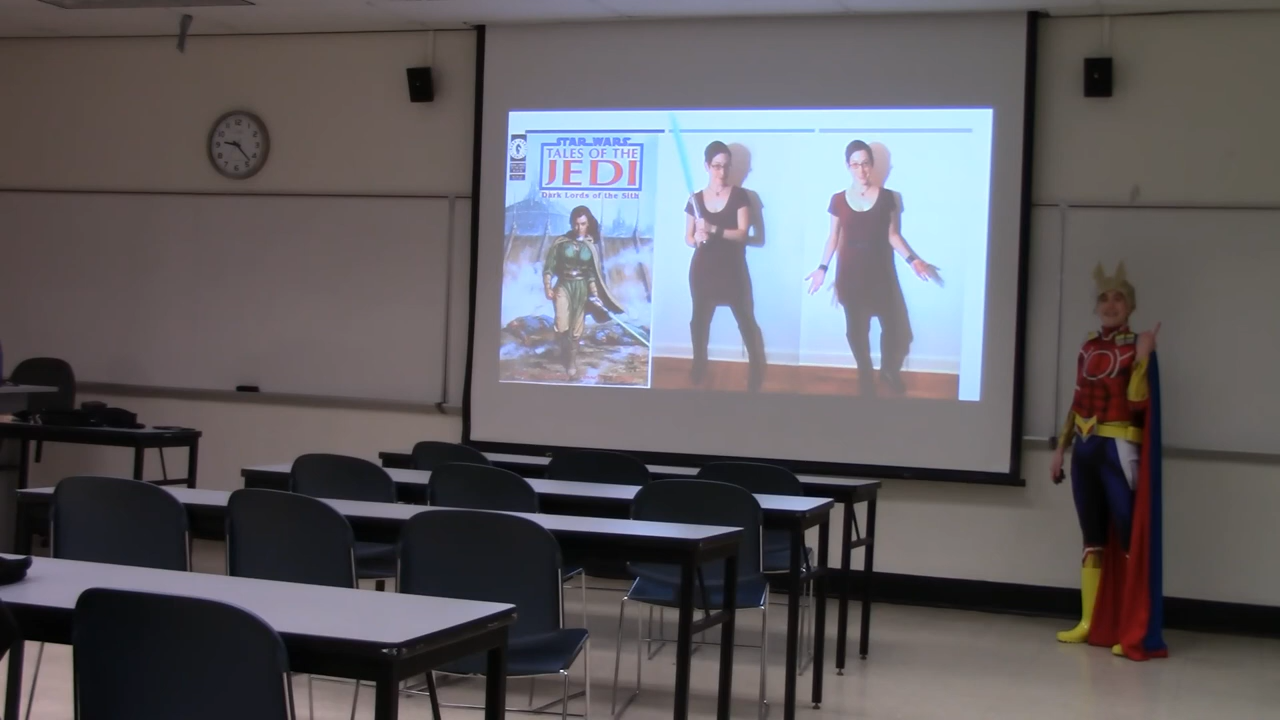 STAR WARS
TALES OF THE
JEDI
Dark Lords of the Sith